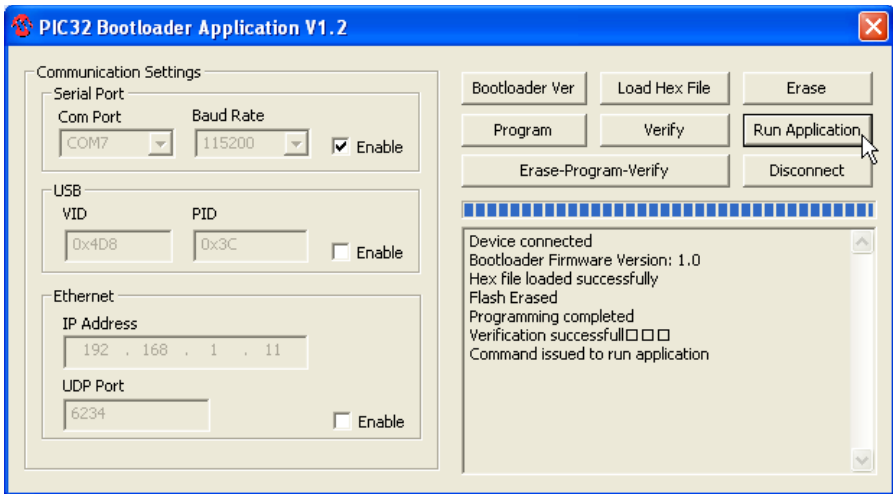 PIC32 Bootloader Application V1.2
Communication Settings
Serial Port
Com Port Baud Rate
COM7 115200 Enable
USB
VID PID
0x4D8 0x3C Enable
Ethernet
IP Address
192 . 168 . 1 . 11
UDP Port
6234 Enable
Bootloader Ver Load Hex File Erase
Program Verify Run Application
Erase-Program-Verify Disconnect
Device connected
Bootloader Firmware Version: 1.0
Hex file loaded successfully
Flash Erased
Programming completed
Verification successfull□□□
Command issued to run application